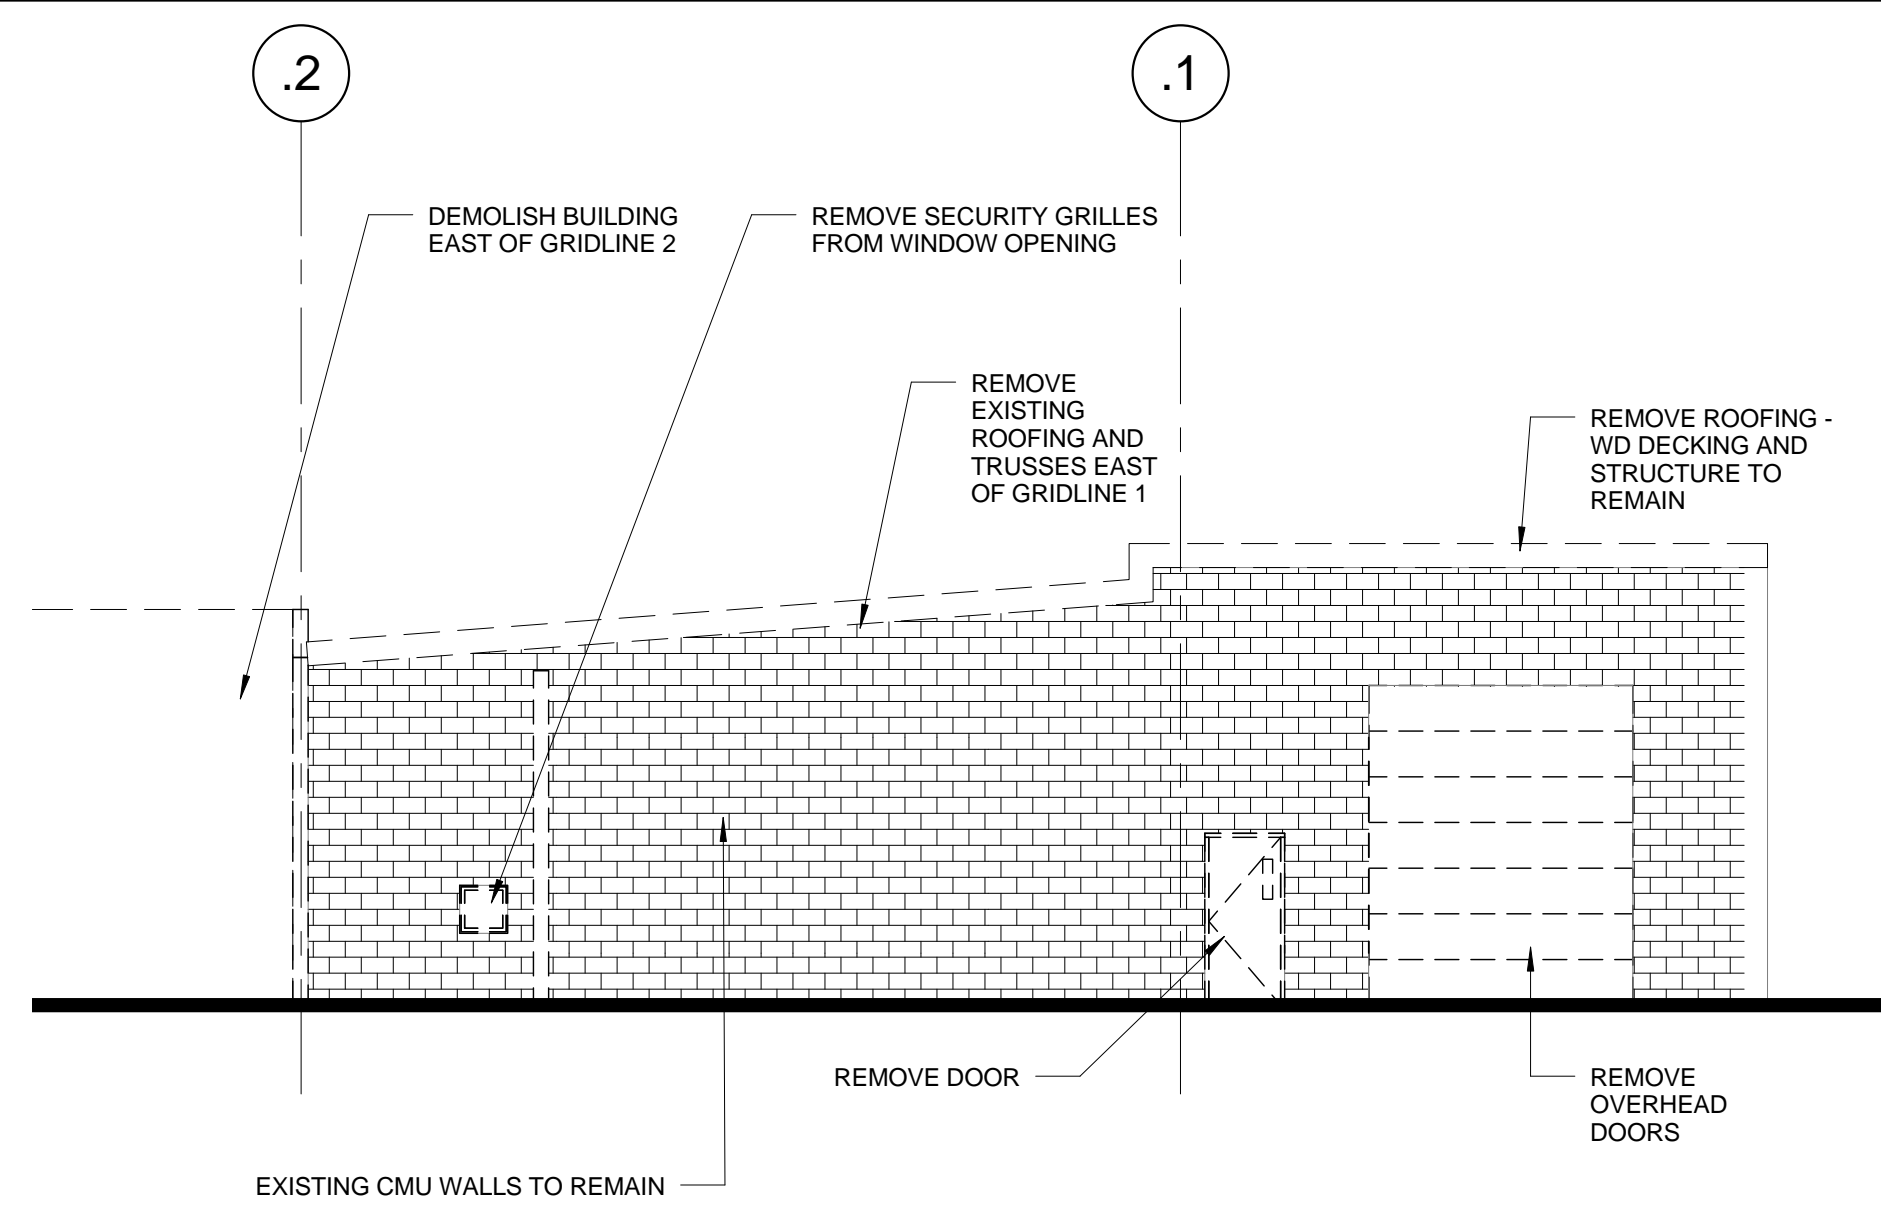 .2
.1
DEMOLISH BUILDING
EAST OF GRIDLINE 2
REMOVE SECURITY GRILLES
FROM WINDOW OPENING
REMOVE
EXISTING
ROOFING AND
TRUSSES EAST
OF GRIDLINE 1
REMOVE ROOFING -
WD DECKING AND
STRUCTURE TO
REMAIN
REMOVE DOOR
REMOVE
OVERHEAD
DOORS
EXISTING CMU WALLS TO REMAIN